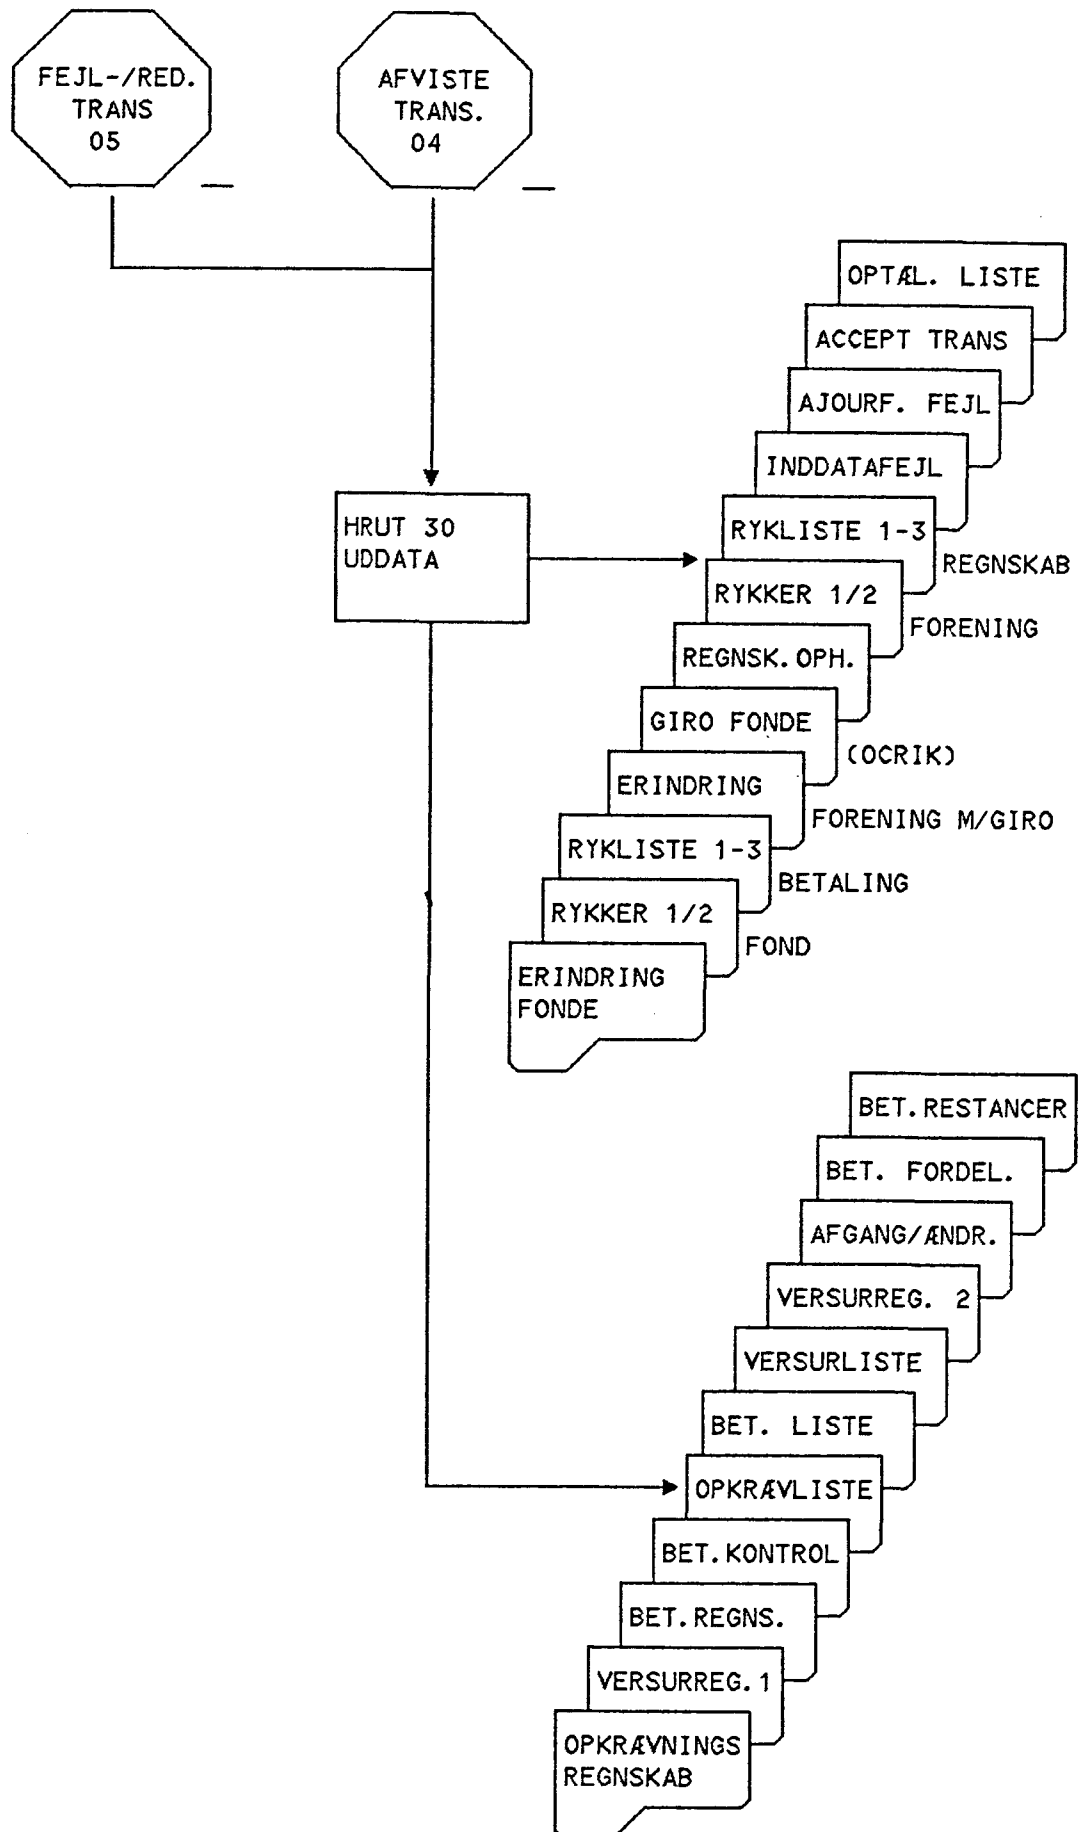 FEJL-/RED.
TRANS
05
AFVISTE
TRANS.
04
OPTÆL. LISTE
ACCEPT TRANS
AJOURF. FEJL
INDDATAFEJL
HRUT 30
UDDATA
RYKLISTE 1-3
REGNSKAB
RYKKER 1/2
FORENING
REGNSK.OPH.
GIRO FONDE
(OCRIK)
ERINDRING
FORENING M/GIRO
RYKLISTE 1-3
BETALING
RYKKER 1/2
FOND
ERINDRING
FONDE
BET.RESTANCER
BET. FORDEL.
AFGANG/ÆNDR.
VERSURREG. 2
VERSURLISTE
BET. LISTE
OPKRÆVLISTE
BET.KONTROL
BET.REGNS.
VERSURREG.1
OPKRÆVNINGS
REGNSKAB